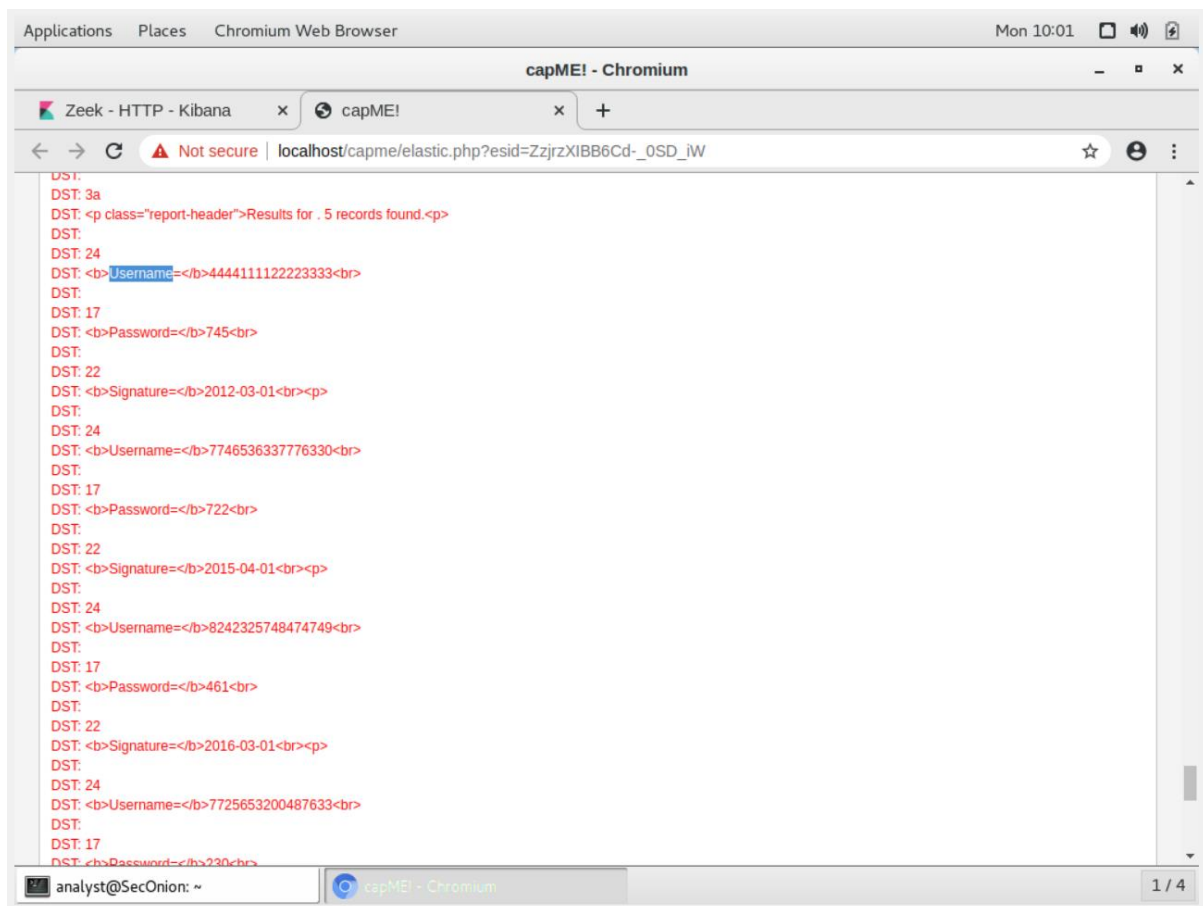 Applications Places Chromium Web Browser Mon 10:01
capME! - Chromium
Zeek - HTTP - Kibana capME!
Not secure | localhost/capme/elastic.php?esid=ZzjrzXIBB6Cd-_0SD_iW
DST:
DST: 3a
DST: <p class="report-header">Results for . 5 records found.<p>
DST:
DST: 24
DST: <b>Username=</b>4444111122223333<br>
DST:
DST: 17
DST: <b>Password=</b>745<br>
DST:
DST: 22
DST: <b>Signature=</b>2012-03-01<br><p>
DST:
DST: 24
DST: <b>Username=</b>7746536337776330<br>
DST:
DST: 17
DST: <b>Password=</b>722<br>
DST:
DST: 22
DST: <b>Signature=</b>2015-04-01<br><p>
DST:
DST: 24
DST: <b>Username=</b>8242325748474749<br>
DST:
DST: 17
DST: <b>Password=</b>461<br>
DST:
DST: 22
DST: <b>Signature=</b>2016-03-01<br><p>
DST:
DST: 24
DST: <b>Username=</b>7725653200487633<br>
DST:
DST: 17
DST: <b>Password=</b>230<br>
analyst@SecOnion: ~ capME! - Chromium 1 / 4